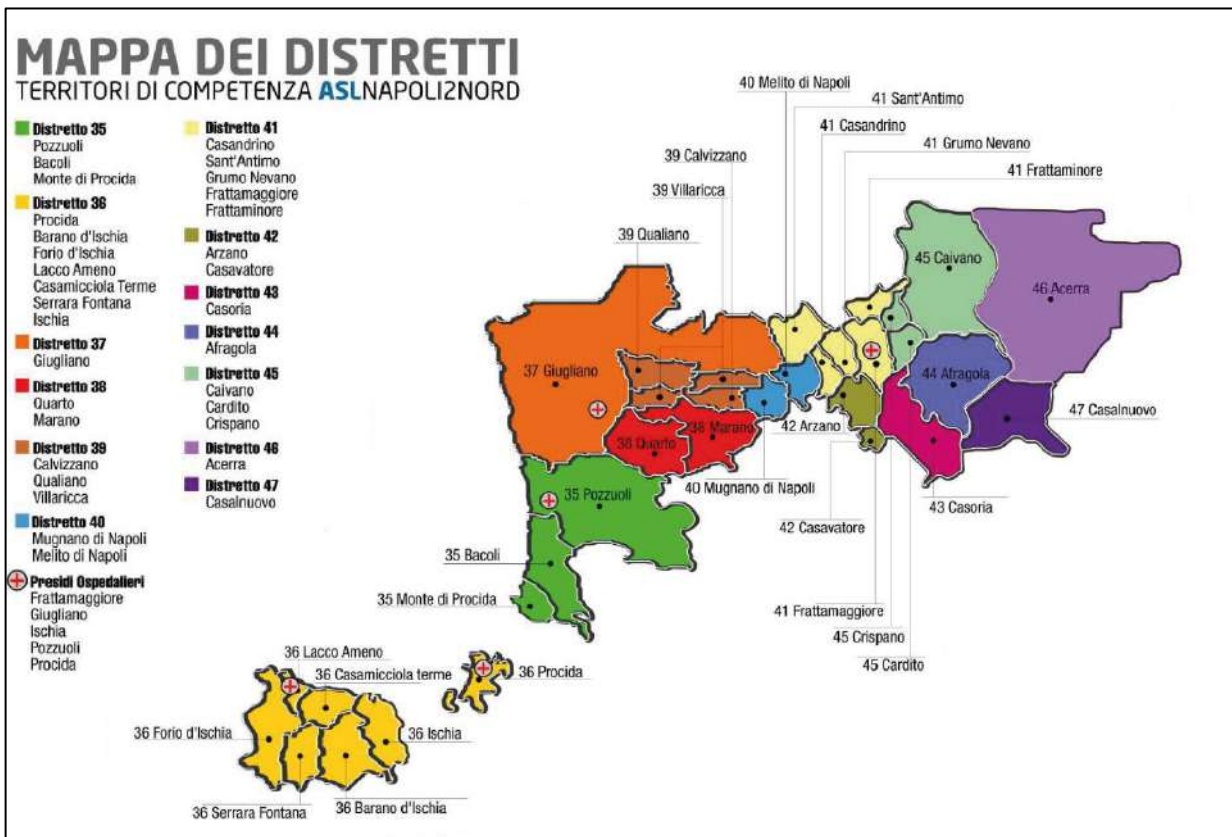 MAPPA DEI DISTRETTI
TERRITORI DI COMPETENZA ASLNAPOLI2NORD
Distretto 35
Pozzuoli
Bacoli
Monte di Procida
Distretto 36
Procida
Barano d'Ischia
Forio d'Ischia
Lacco Ameno
Casamicciola Terme
Serrara Fontana
Ischia
Distretto 37
Giugliano
Distretto 38
Quarto
Marano
Distretto 39
Calvizzano
Qualiano
Villaricca
Distretto 40
Mugnano di Napoli
Melito di Napoli
Presidi Ospedalieri
Frattamaggiore
Giugliano
Ischia
Pozzuoli
Procida
Distretto 41
Casandrino
Sant'Antimo
Grumo Nevano
Frattamaggiore
Frattaminore
Distretto 42
Arzano
Casavatore
Distretto 43
Casoria
Distretto 44
Afragola
Distretto 45
Caivano
Cardito
Crispano
Distretto 46
Acerra
Distretto 47
Casalnuovo
40 Melito di Napoli
41 Sant'Antimo
41 Casandrino
41 Grumo Nevano
39 Calvizzano
41 Frattaminore
39 Villaricca
39 Qualiano
45 Caivano
46 Acerra
37 Giugliano
44 Afragola
47 Casalnuovo
38 Marano
42 Arzano
38 Quarto
40 Mugnano di Napoli
35 Pozzuoli
43 Casoria
42 Casavatore
35 Bacoli
35 Monte di Procida
41 Frattamaggiore
45 Crispano
45 Cardito
36 Lacco Ameno
36 Casamicciola terme
36 Procida
36 Forio d'Ischia
36 Ischia
36 Serrara Fontana
36 Barano d'Ischia